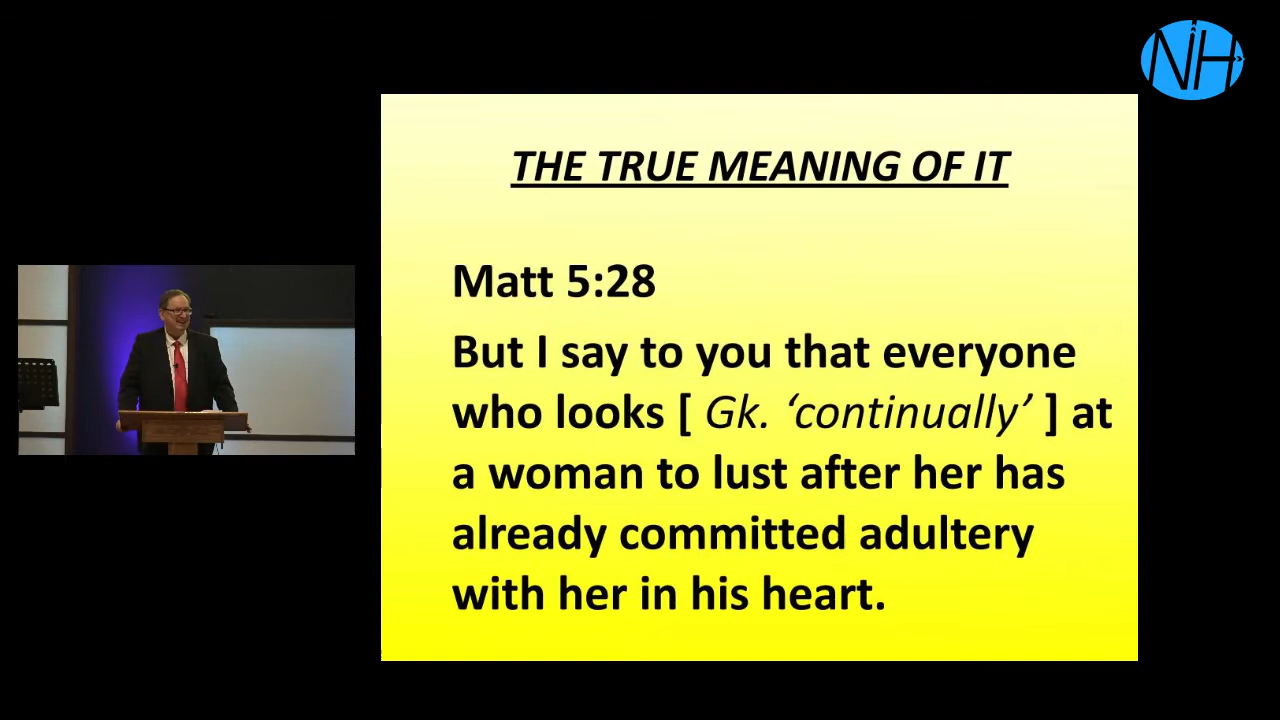 NH
THE TRUE MEANING OF IT
Matt 5:28
But I say to you that everyone
who looks [ Gk. ‘continually’ ] at
a woman to lust after her has
already committed adultery
with her in his heart.